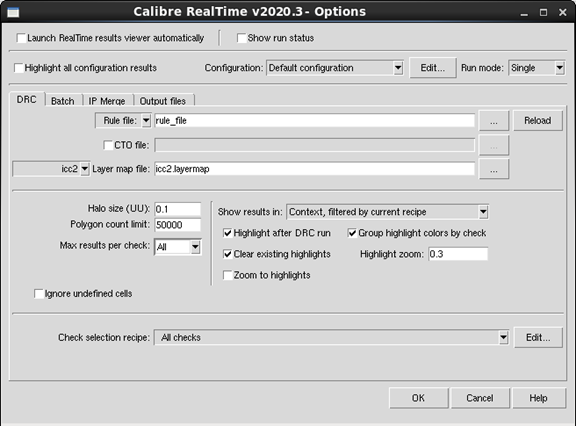 Calibre RealTime v2020.3 - Options
Launch RealTime results viewer automatically Show run status
Highlight all configuration results Configuration: Default configuration Edit... Run mode: Single
DRC Batch IP Merge Output files
Rule file: rule_file ... Reload
CTO file: ...
icc2 Layer map file: icc2.layermap ...
Halo size (UU): 0.1 Show results in: Context, filtered by current recipe
Polygon count limit: 50000
Highlight after DRC run Group highlight colors by check
Max results per check: All
Clear existing highlights Highlight zoom: 0.3
Zoom to highlights
Ignore undefined cells
Check selection recipe: All checks Edit...
OK Cancel Help